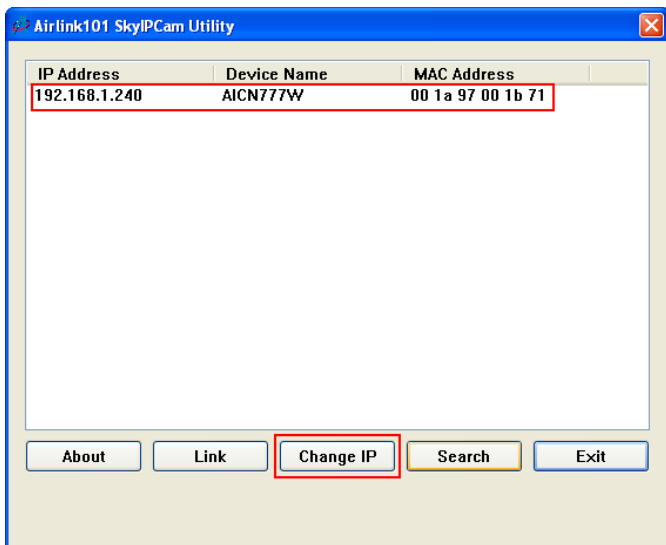 Airlink101 SkyIPCam Utility
IP Address Device Name MAC Address
192.168.1.240 AICN777W 00 1a 97 00 1b 71
About Link Change IP Search Exit